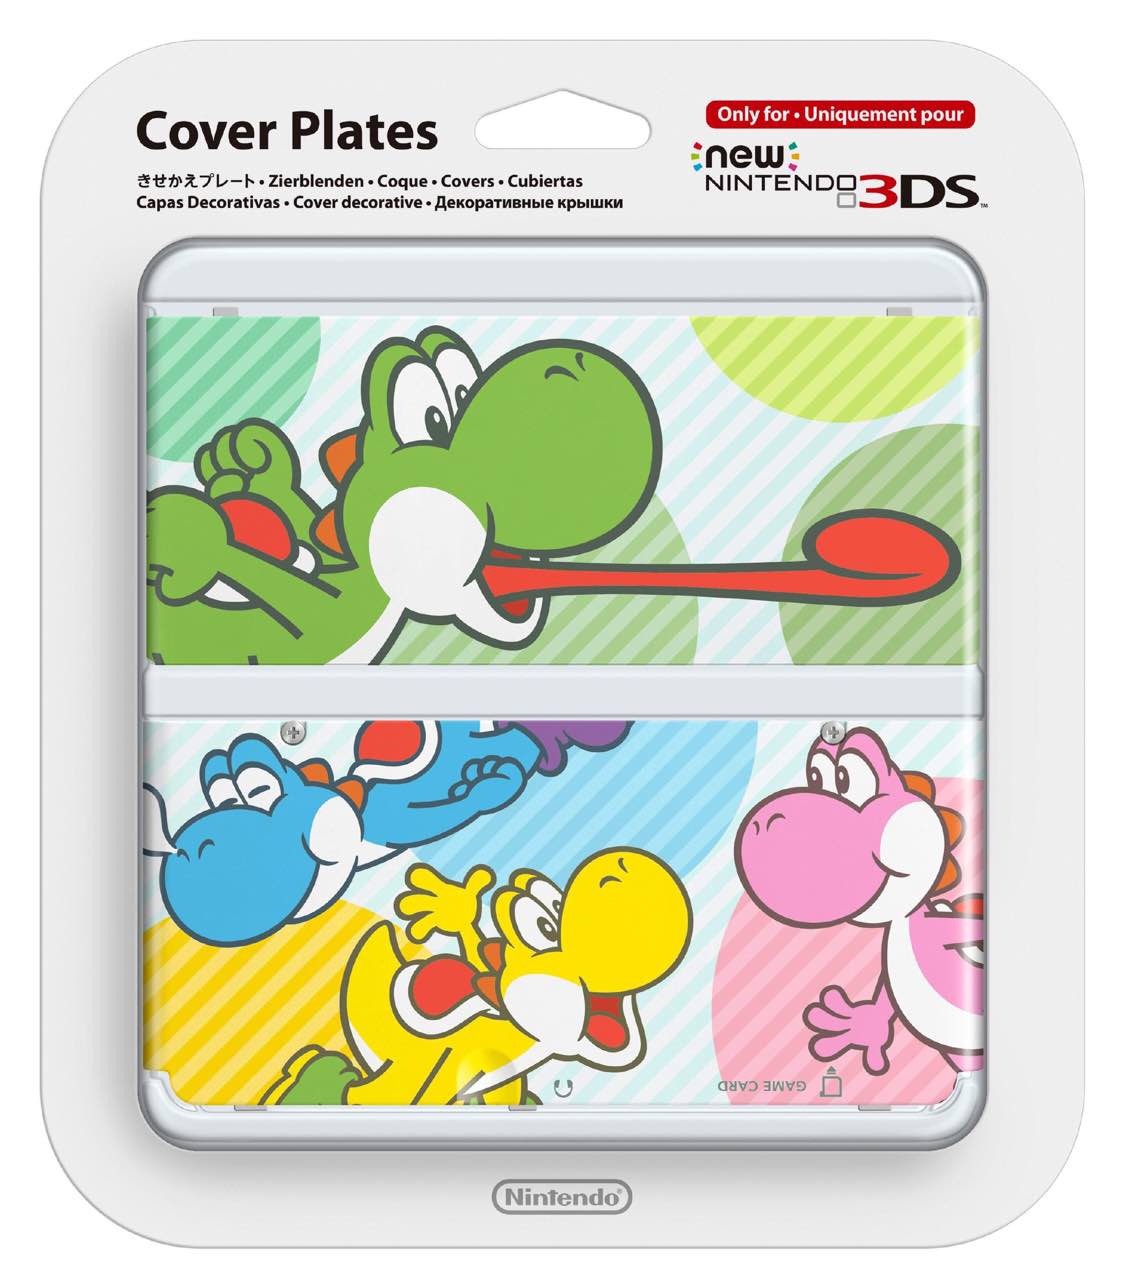 Cover Plates
きせかえプレート • Zierblenden • Coque • Covers • Cubiertas
Capas Decorativas • Cover decorative • Декоративные крышки
Only for • Uniquement pour
new
NINTENDO 3DS™
GAME CARD
Nintendo®